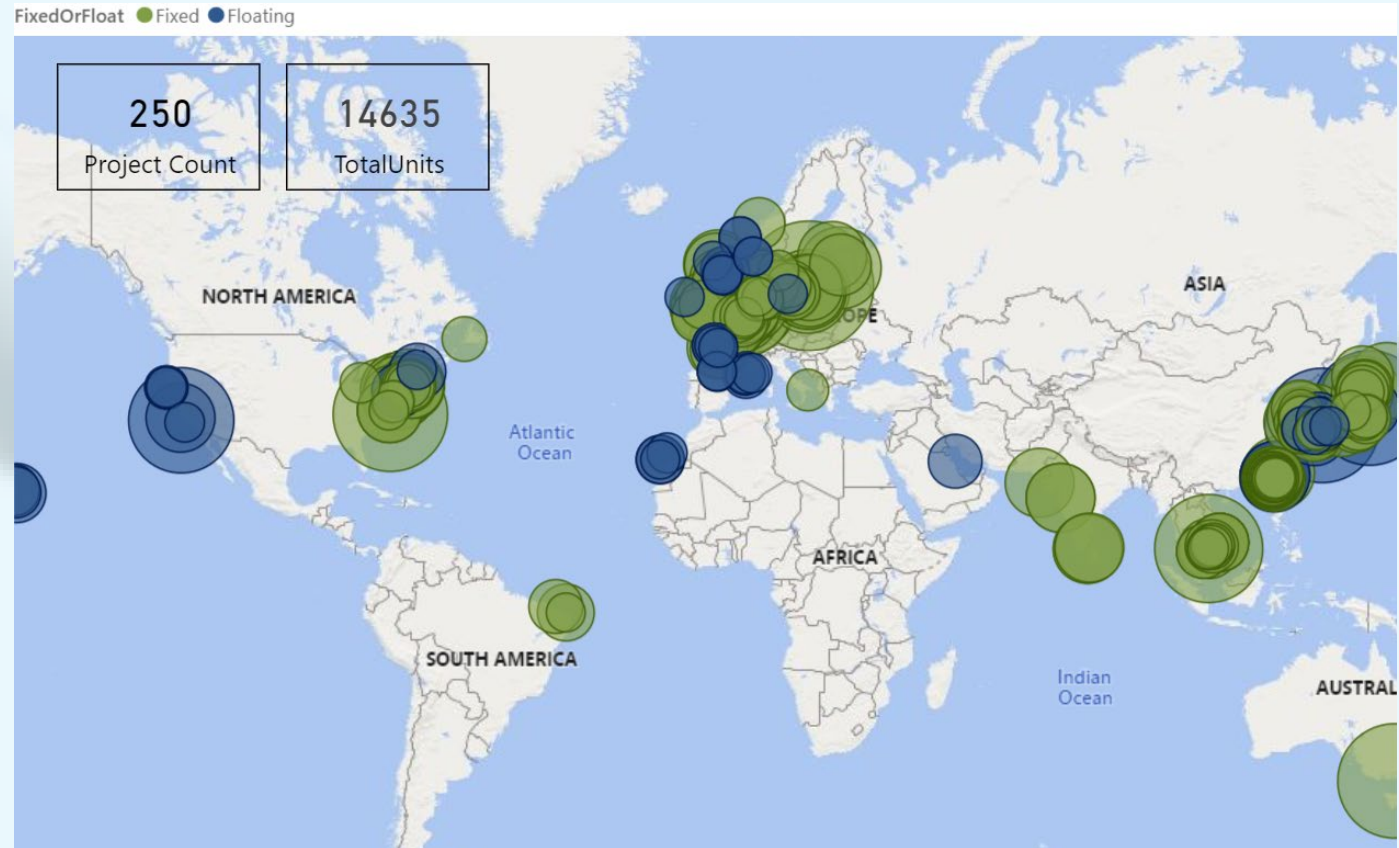 FixedOrFloat Fixed Floating
250
Project Count
14635
TotalUnits
NORTH AMERICA
ASIA
OPE
Atlantic
Ocean
AFRICA
SOUTH AMERICA
Indian
Ocean
AUSTRAL